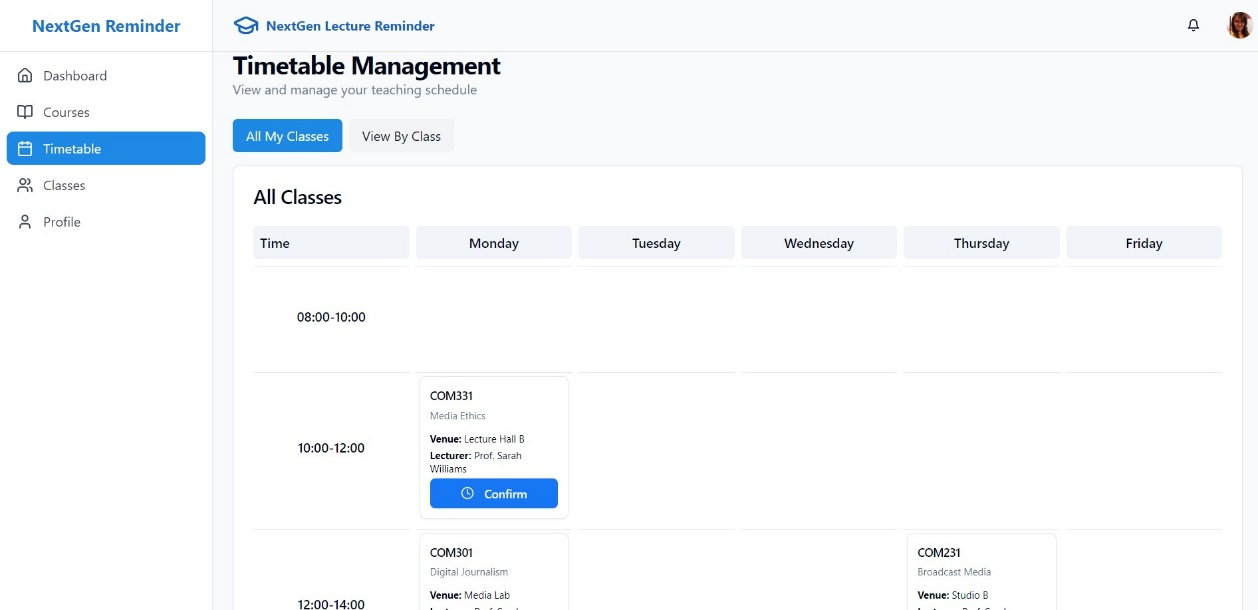 NextGen Reminder
NextGen Lecture Reminder
Dashboard
Courses
Timetable
Classes
Profile
Timetable Management
View and manage your teaching schedule
All My Classes
View By Class
All Classes
Time
Monday
Tuesday
Wednesday
Thursday
Friday
08:00-10:00
10:00-12:00
COM331
Media Ethics
Venue: Lecture Hall B
Lecturer: Prof. Sarah
Williams
Confirm
12:00-14:00
COM301
Digital Journalism
Venue: Media Lab
COM231
Broadcast Media
Venue: Studio B